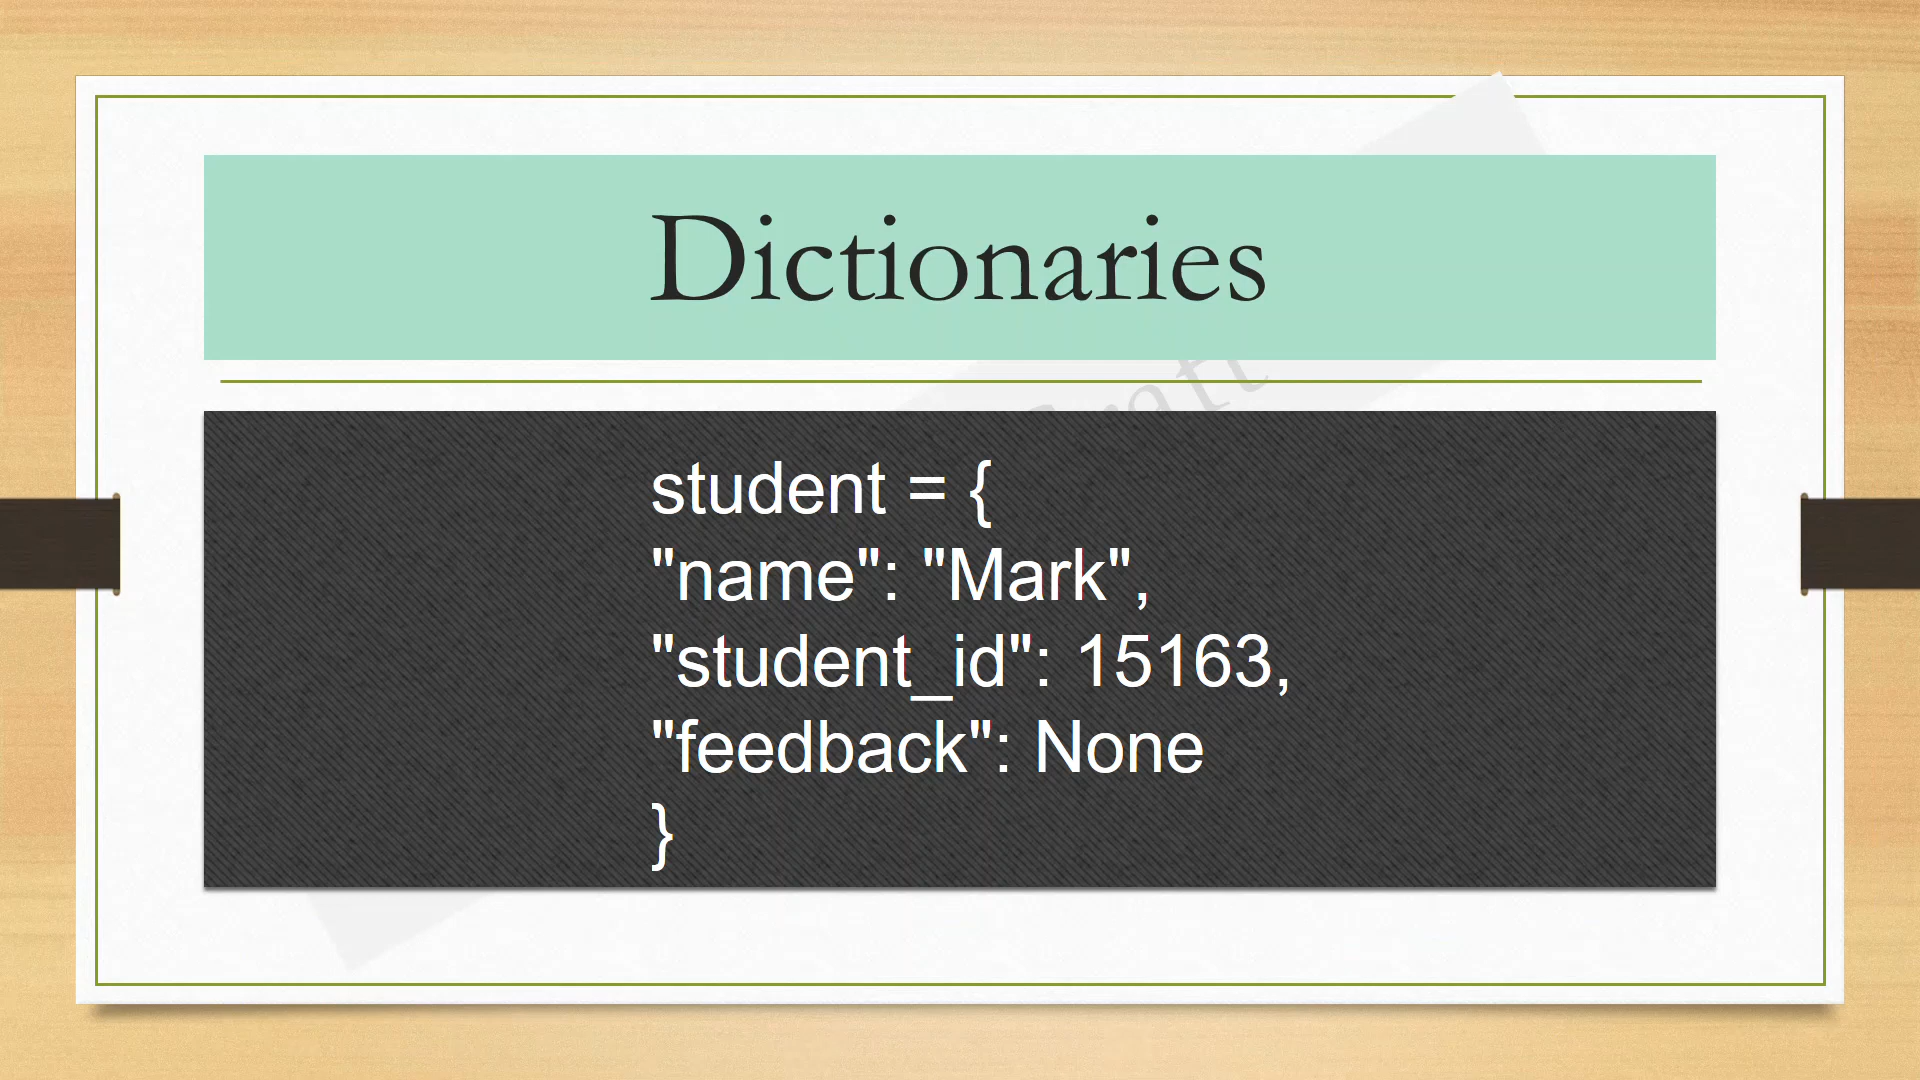 Dictionaries
student = {
"name": "Mark",
"student_id": 15163,
"feedback": None
}